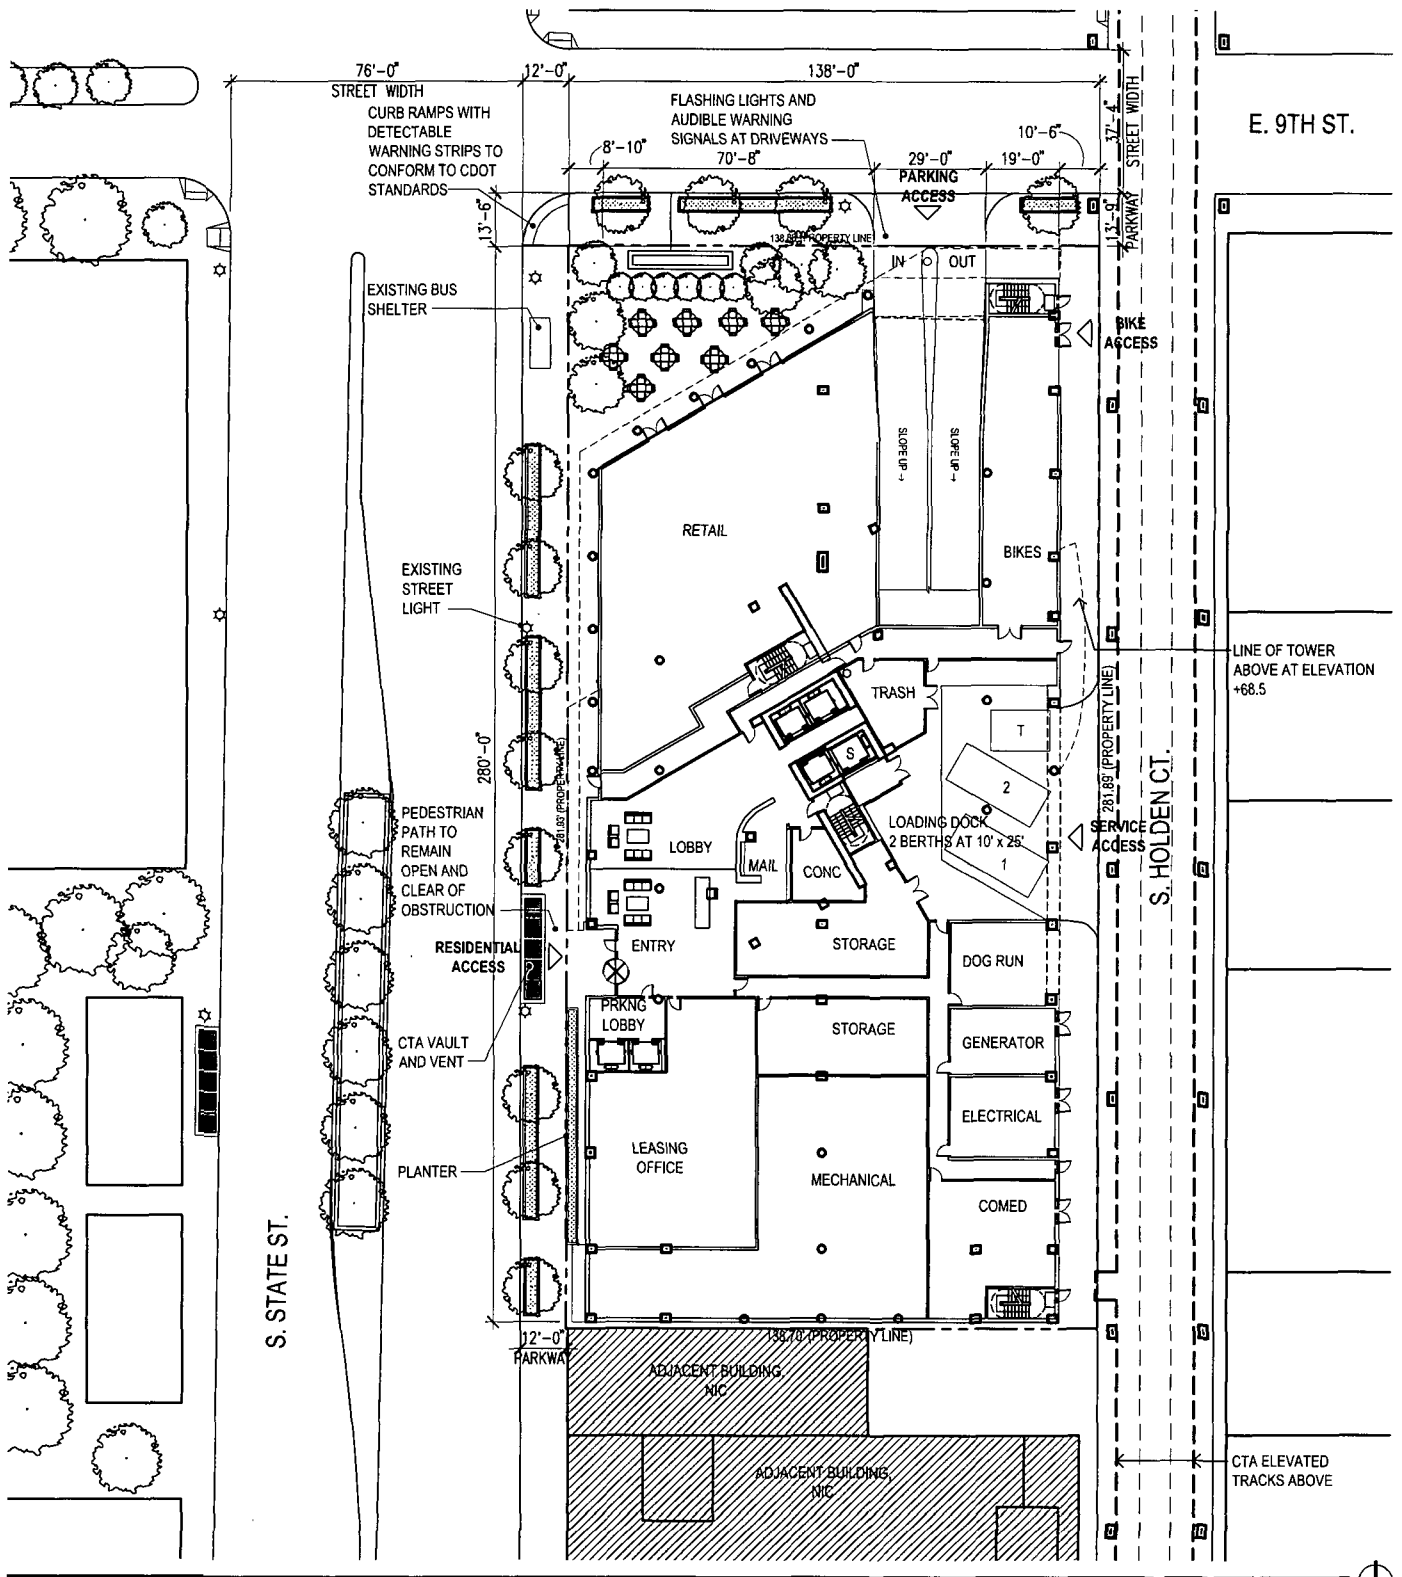 76'-0"
STREET WIDTH
12'-0"
138'-0"
CURB RAMPS WITH
DETECTABLE
WARNING STRIPS TO
CONFORM TO CDOT
STANDARDS
FLASHING LIGHTS AND
AUDIBLE WARNING
SIGNALS AT DRIVEWAYS
8'-10"
70'-8"
29'-0"
19'-0"
10'-6"
PARKING
ACCESS
37'-4"
STREET WIDTH
E. 9TH ST.
13'-6"
13'-9"
PARKWAY
(PROPERTY LINE)
IN
OUT
EXISTING BUS
SHELTER
BIKE
ACCESS
SLOPE UP →
SLOPE UP →
RETAIL
BIKES
EXISTING
STREET
LIGHT
LINE OF TOWER
ABOVE AT ELEVATION
+68.5
TRASH
T
S
2
280'-0"
281.93' (PROPERTY LINE)
281.89' (PROPERTY LINE)
S. HOLDEN CT.
PEDESTRIAN
PATH TO
REMAIN
OPEN AND
CLEAR OF
OBSTRUCTION
LOADING DOCK
2 BERTHS AT 10' x 25'
SERVICE
ACCESS
1
LOBBY
MAIL
CONC
RESIDENTIAL
ACCESS
ENTRY
STORAGE
DOG RUN
PRKNG
LOBBY
STORAGE
GENERATOR
CTA VAULT
AND VENT
ELECTRICAL
LEASING
OFFICE
PLANTER
MECHANICAL
COMED
S. STATE ST.
12'-0"
PARKWAY
138.70' (PROPERTY LINE)
ADJACENT BUILDING,
NIC
ADJACENT BUILDING,
NIC
CTA ELEVATED
TRACKS ABOVE